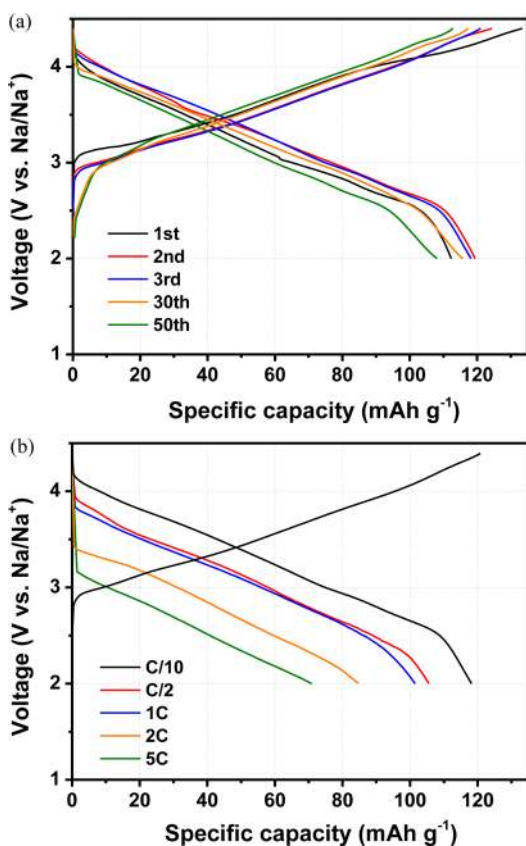 (a)
4
3
2
1
Voltage (V vs. Na/Na⁺)
1st
2nd
3rd
30th
50th
0 20 40 60 80 100 120
Specific capacity (mAh g⁻¹)
(b)
4
3
2
1
Voltage (V vs. Na/Na⁺)
C/10
C/2
1C
2C
5C
0 20 40 60 80 100 120
Specific capacity (mAh g⁻¹)